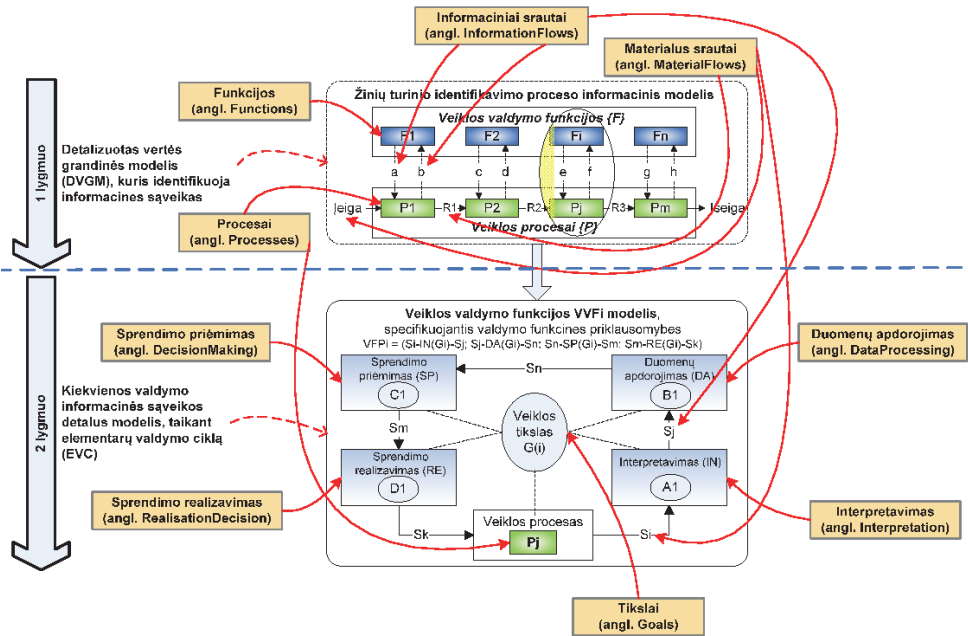 Informaciniai srautai
(angl. InformationFlows)
Materialus srautai
(angl. MaterialFlows)
Funkcijos
(angl. Functions)
Žinių turinio identifikavimo proceso informacinis modelis
Veiklos valdymo funkcijos {F}
F1
F2
Fi
Fn
1 lygmuo
Detalizuotas vertės
grandinės modelis
(DVGM), kuris identifikuoja
informacines sąveikas
a
b
c
d
e
f
g
h
Įeiga
P1
R1
P2
R2
Pj
R3
Pm
Išeiga
Veiklos procesai {P}
Procesai
(angl. Processes)
Veiklos valdymo funkcijos VVFi modelis,
specifikuojantis valdymo funkcines priklausomybes
VFPi = (Si-IN(Gi)-Sj; Sj-DA(Gi)-Sn; Sn-SP(Gi)-Sm; Sm-RE(Gi)-Sk)
Sprendimo priėmimas
(angl. DecisionMaking)
Duomenų apdorojimas
(angl. DataProcessing)
Sprendimo
priėmimas (SP)
C1
Sn
Duomenų
apdorojimas (DA)
B1
2 lygmuo
Kiekvienos valdymo
informacinės sąveikos
detalus modelis, taikant
elementarų valdymo ciklą
(EVC)
Veiklos
tikslas
G(i)
Sm
Sj
Sprendimo
realizavimas (RE)
D1
Interpretavimas (IN)
A1
Sprendimo realizavimas
(angl. RealisationDecision)
Interpretavimas
(angl. Interpretation)
Sk
Veiklos procesas
Pj
Si
Tikslai
(angl. Goals)